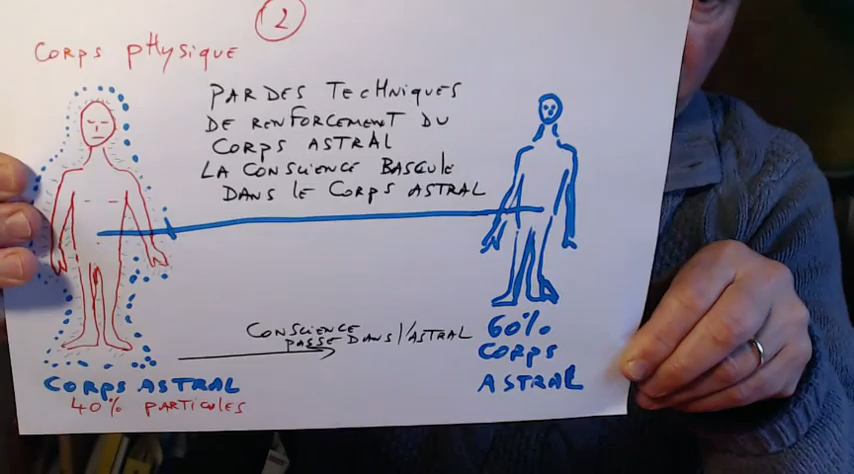 2
Corps physique
PAR DES TECHNIQUES
DE RENFORCEMENT DU
CORPS ASTRAL
LA CONSCIENCE BASCULE
DANS LE CORPS ASTRAL
CONSCIENCE
PASSE DANS l'ASTRAL
60%
CORPS
ASTRAL
CORPS ASTRAL
40% PARTICULES